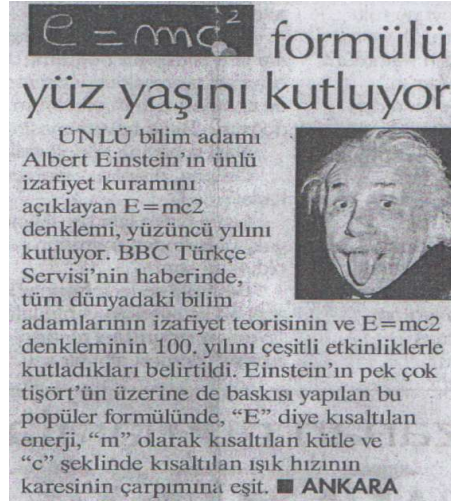 e = mc² formülü
yüz yaşını kutluyor
ÜNLÜ bilim adamı
Albert Einstein'ın ünlü
izafiyet kuramını
açıklayan E=mc2
denklemi, yüzüncü yılını
kutluyor. BBC Türkçe
Servisi'nin haberinde,
tüm dünyadaki bilim
adamlarının izafiyet teorisinin ve E=mc2
denkleminin 100. yılını çeşitli etkinliklerle
kutladıkları belirtildi. Einstein'ın pek çok
tişört'ün üzerine de baskısı yapılan bu
popüler formülünde, "E" diye kısaltılan
enerji, "m" olarak kısaltılan kütle ve
"c" şeklinde kısaltılan ışık hızının
karesinin çarpımına eşit. ■ ANKARA